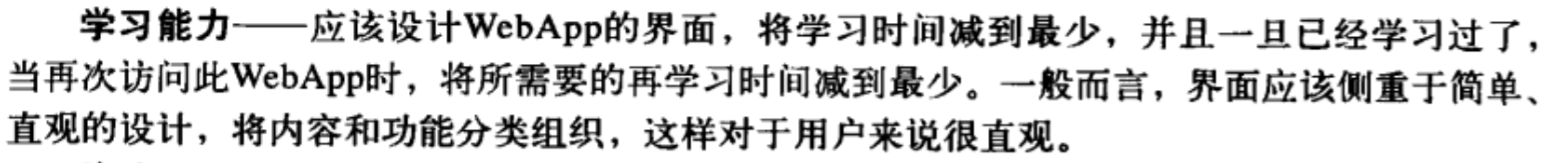 学习能力——应该设计WebApp的界面，将学习时间减到最少，并且一旦已经学习过了，
当再次访问此WebApp时，将所需要的再学习时间减到最少。一般而言，界面应该侧重于简单、
直观的设计，将内容和功能分类组织，这样对于用户来说很直观。